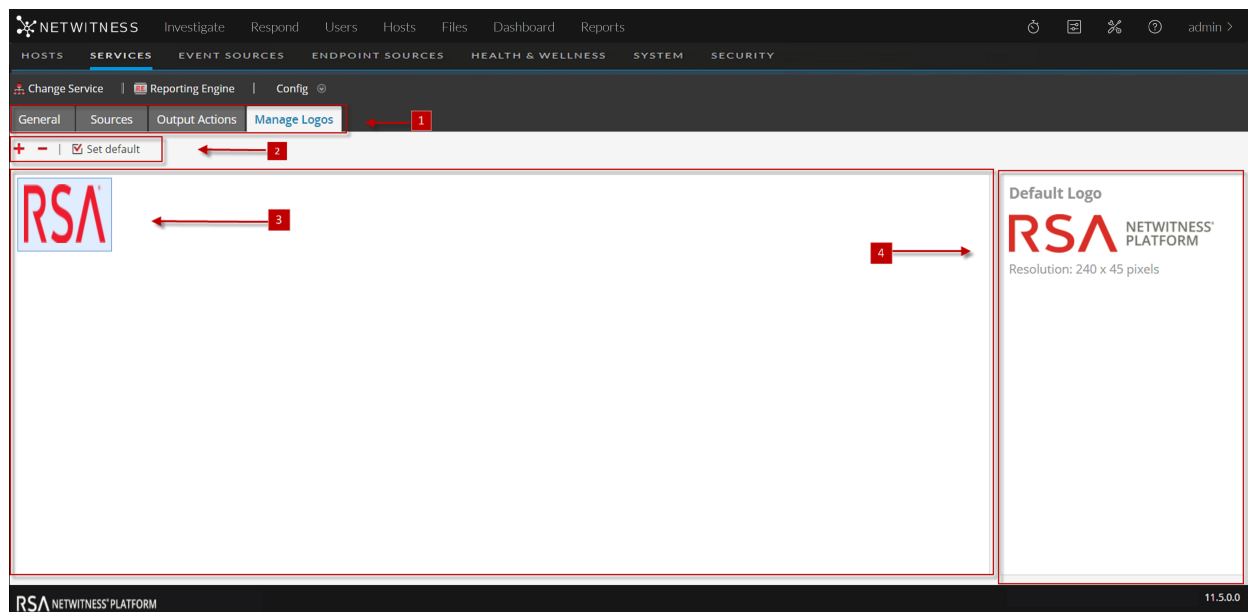 NETWITNESS Investigate Respond Users Hosts Files Dashboard Reports admin >
HOSTS SERVICES EVENT SOURCES ENDPOINT SOURCES HEALTH & WELLNESS SYSTEM SECURITY
Change Service | RE Reporting Engine | Config
General Sources Output Actions Manage Logos 1
+ − | Set default 2
RSA
3
4
Default Logo
RSA NETWITNESS® PLATFORM
Resolution: 240 x 45 pixels
RSA NETWITNESS® PLATFORM 11.5.0.0